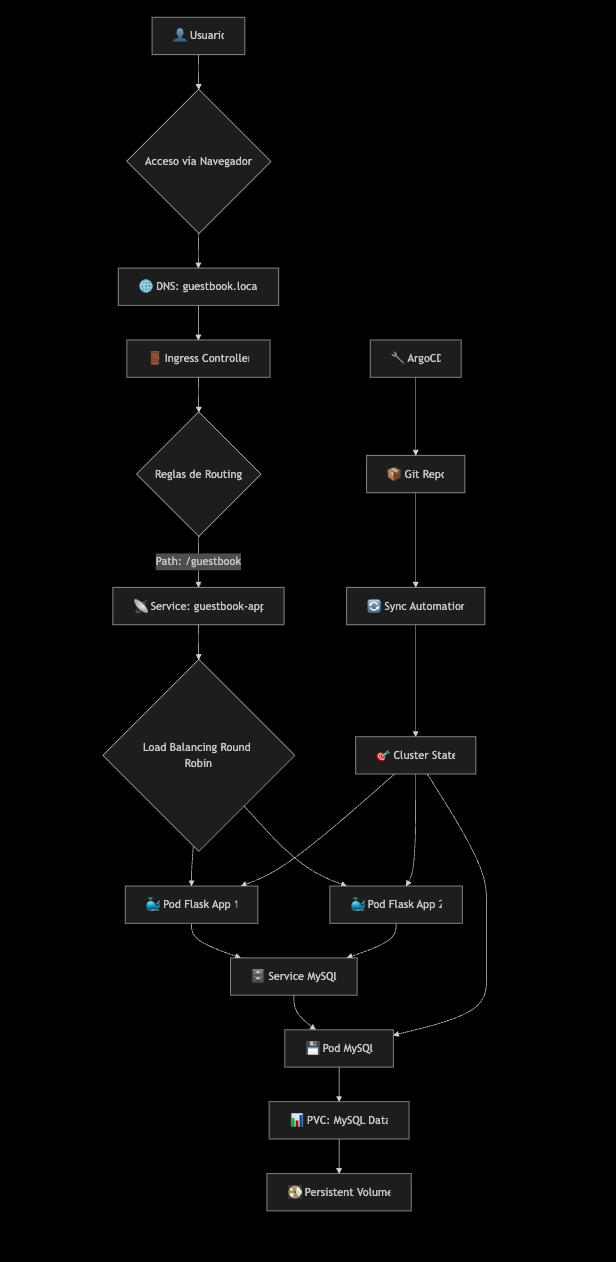 Usuario
Acceso vía Navegador
DNS: guestbook.loca
Ingress Controller
ArgoCD
Reglas de Routing
Git Repo
Path: /guestbook
Service: guestbook-app
Sync Automation
Load Balancing Round
Robin
Cluster State
Pod Flask App 1
Pod Flask App 2
Service MySQL
Pod MySQL
PVC: MySQL Data
Persistent Volume